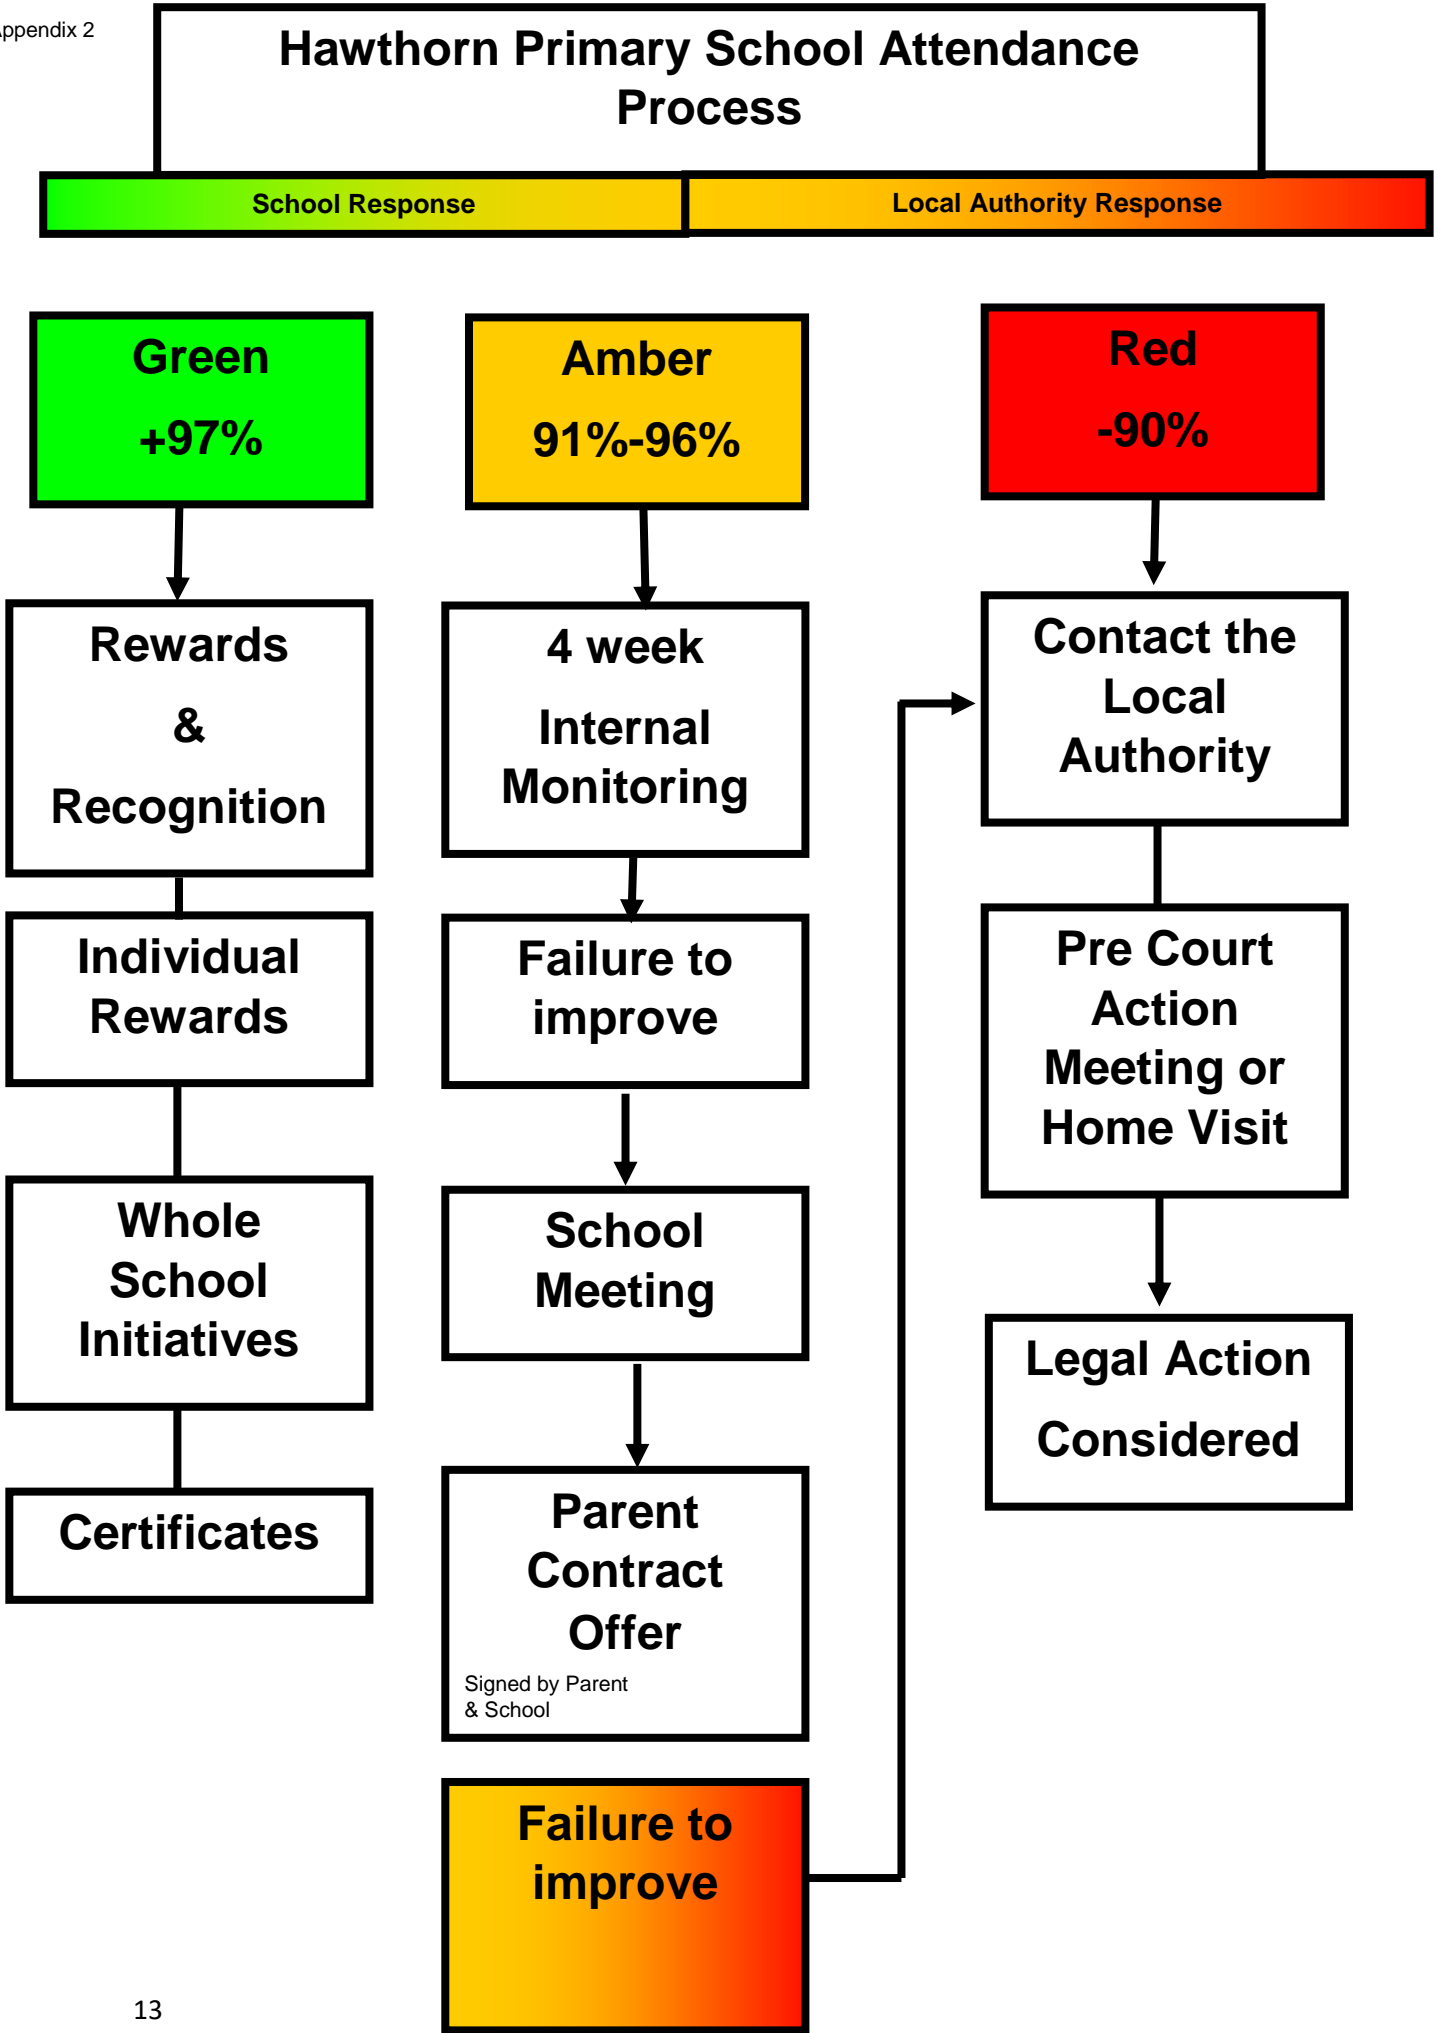 Appendix 2
Hawthorn Primary School Attendance
Process
School Response
Local Authority Response
Green
+97%
Rewards
&
Recognition
Individual
Rewards
Whole
School
Initiatives
Certificates
Amber
91%-96%
4 week
Internal
Monitoring
Failure to
improve
School
Meeting
Parent
Contract
Offer
Signed by Parent
& School
Failure to
improve
Red
-90%
Contact the
Local
Authority
Pre Court
Action
Meeting or
Home Visit
Legal Action
Considered
13